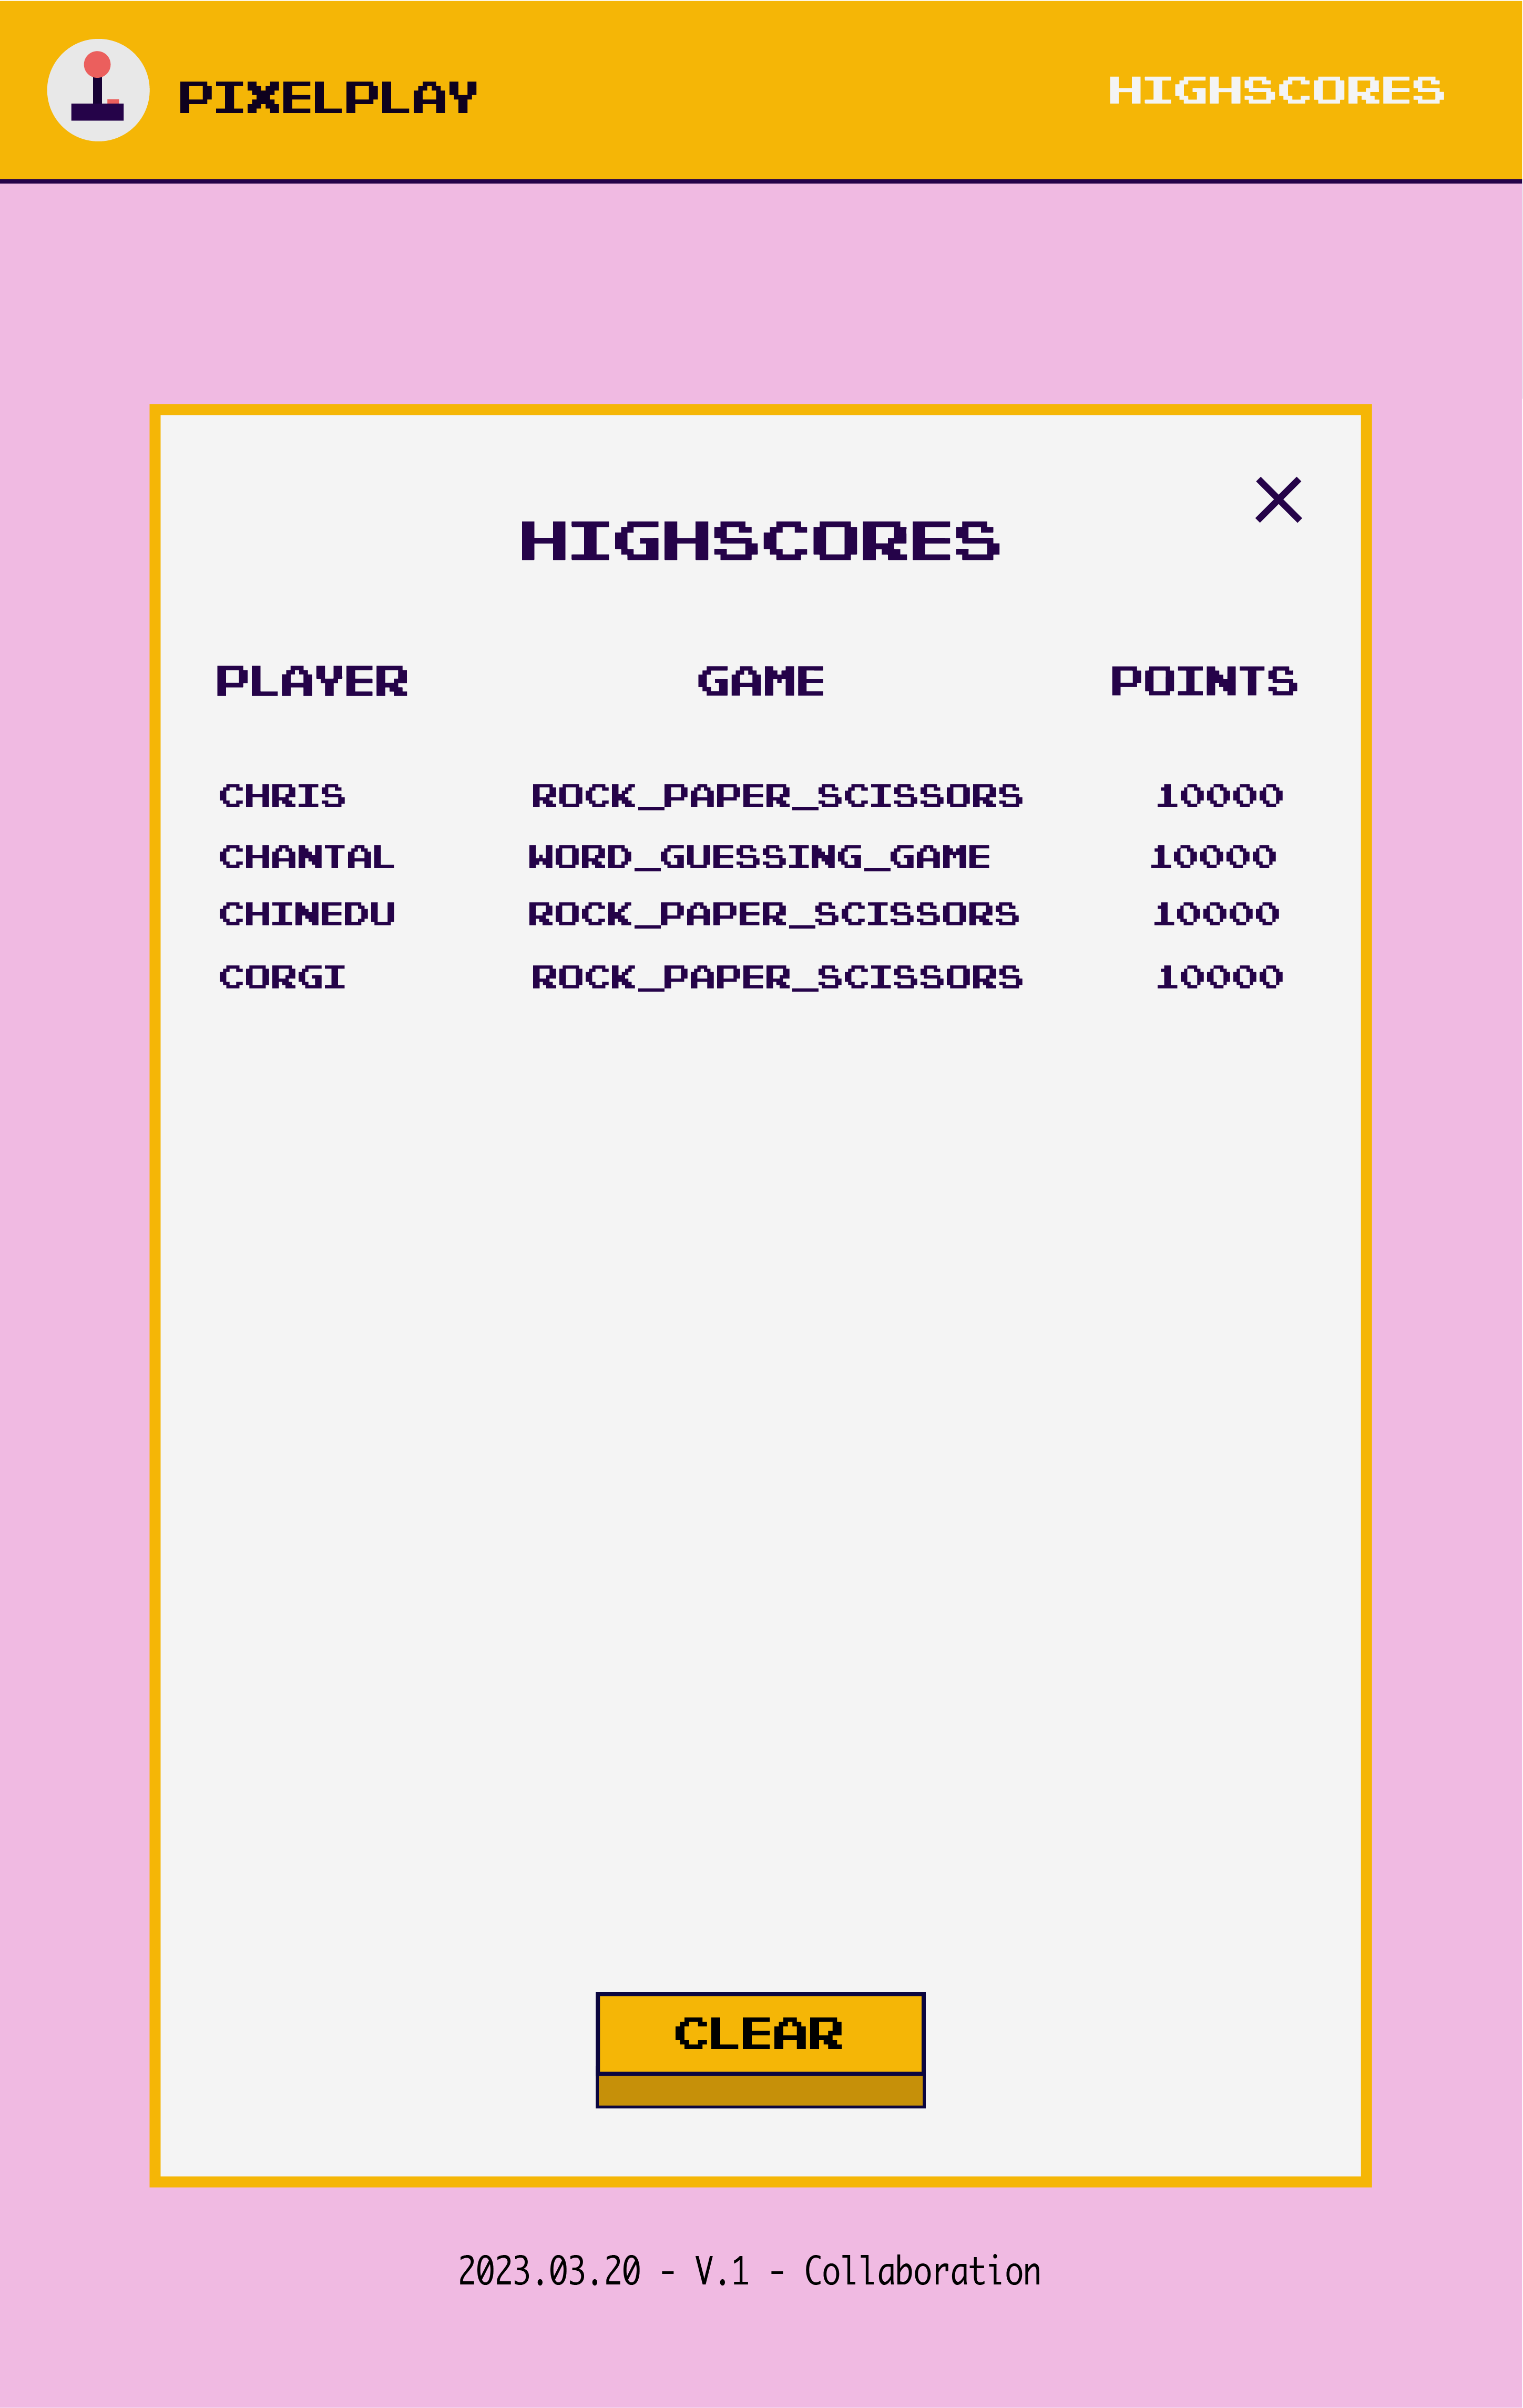 PIXELPLAY
HIGHSCORES
HIGHSCORES
PLAYER GAME POINTS
CHRIS ROCK_PAPER_SCISSORS 10000
CHANTAL WORD_GUESSING_GAME 10000
CHINEDU ROCK_PAPER_SCISSORS 10000
CORGI ROCK_PAPER_SCISSORS 10000
CLEAR
2023.03.20 - V.1 - Collaboration